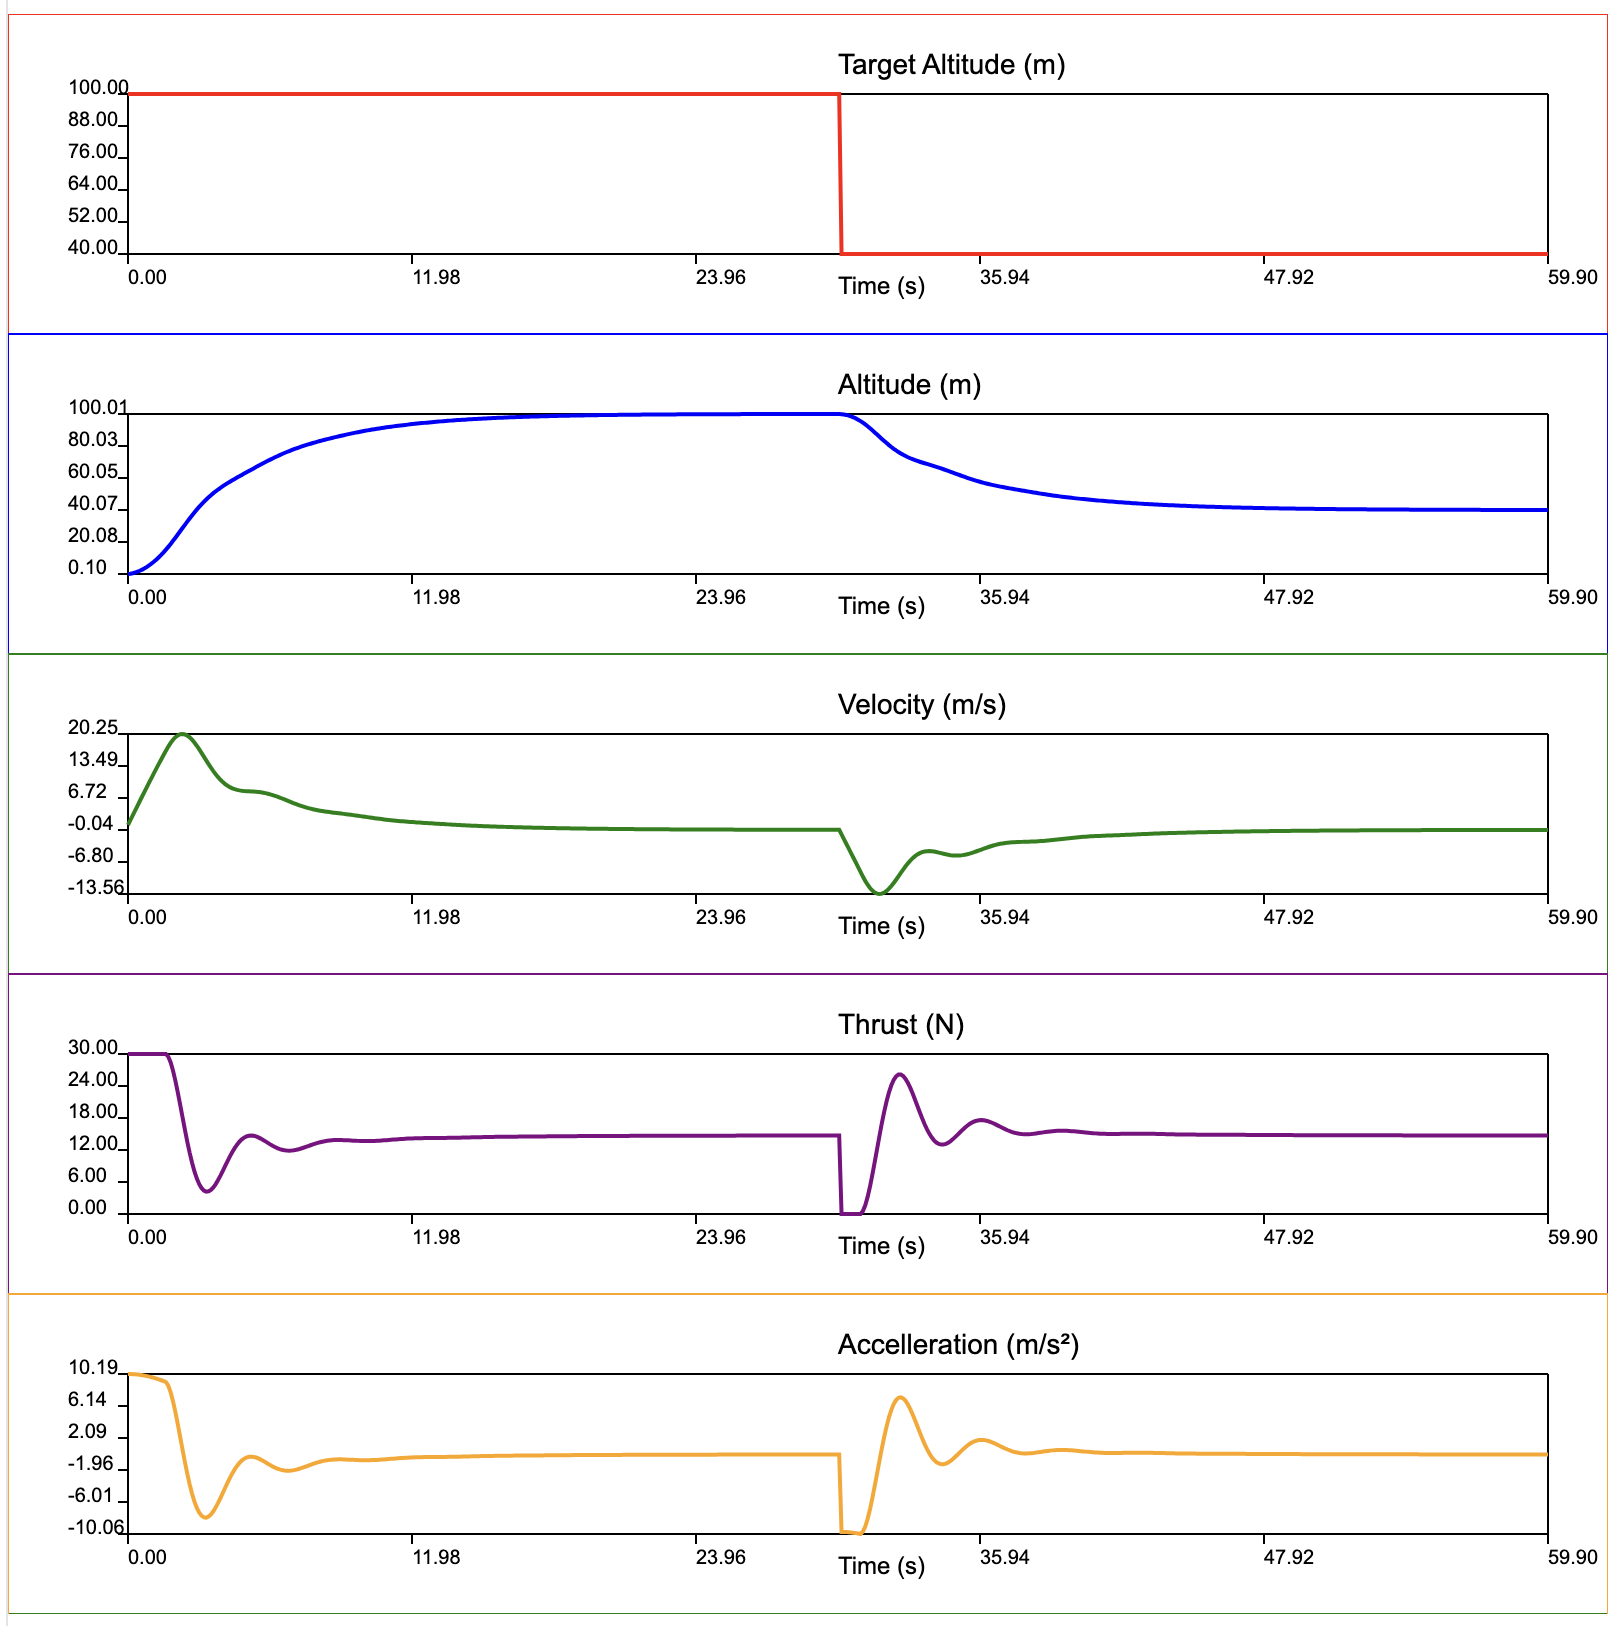 Target Altitude (m)
100.00
88.00
76.00
64.00
52.00
40.00
0.00 11.98 23.96 35.94 47.92 59.90
Time (s)
Altitude (m)
100.01
80.03
60.05
40.07
20.08
0.10
0.00 11.98 23.96 35.94 47.92 59.90
Time (s)
Velocity (m/s)
20.25
13.49
6.72
-0.04
-6.80
-13.56
0.00 11.98 23.96 35.94 47.92 59.90
Time (s)
Thrust (N)
30.00
24.00
18.00
12.00
6.00
0.00
0.00 11.98 23.96 35.94 47.92 59.90
Time (s)
Accelleration (m/s²)
10.19
6.14
2.09
-1.96
-6.01
-10.06
0.00 11.98 23.96 35.94 47.92 59.90
Time (s)